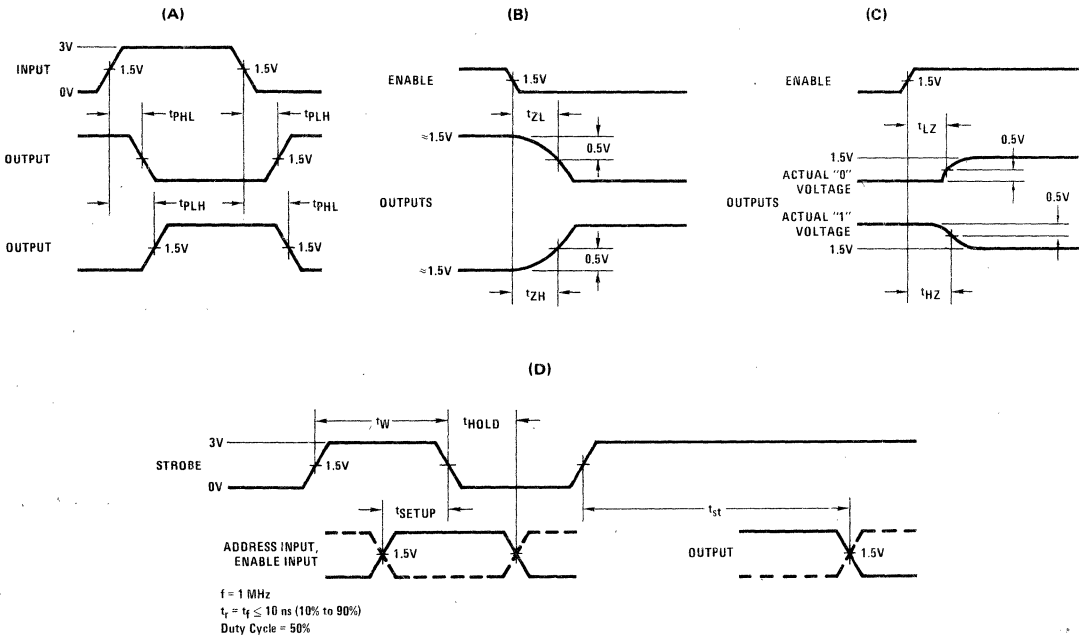 (A)
3V
INPUT
1.5V
1.5V
0V
tPHL
tPLH
OUTPUT
1.5V
tPLH
tPHL
OUTPUT
1.5V
1.5V
(B)
ENABLE
1.5V
tZL
≈1.5V
0.5V
OUTPUTS
≈1.5V
0.5V
tZH
(C)
ENABLE
1.5V
tLZ
0.5V
1.5V
ACTUAL "0"
VOLTAGE
OUTPUTS
ACTUAL "1"
VOLTAGE
0.5V
1.5V
tHZ
(D)
tW
tHOLD
3V
STROBE
1.5V
0V
tSETUP
tst
ADDRESS INPUT,
ENABLE INPUT
1.5V
OUTPUT
1.5V
f = 1 MHz
tr = tf ≤ 10 ns (10% to 90%)
Duty Cycle = 50%